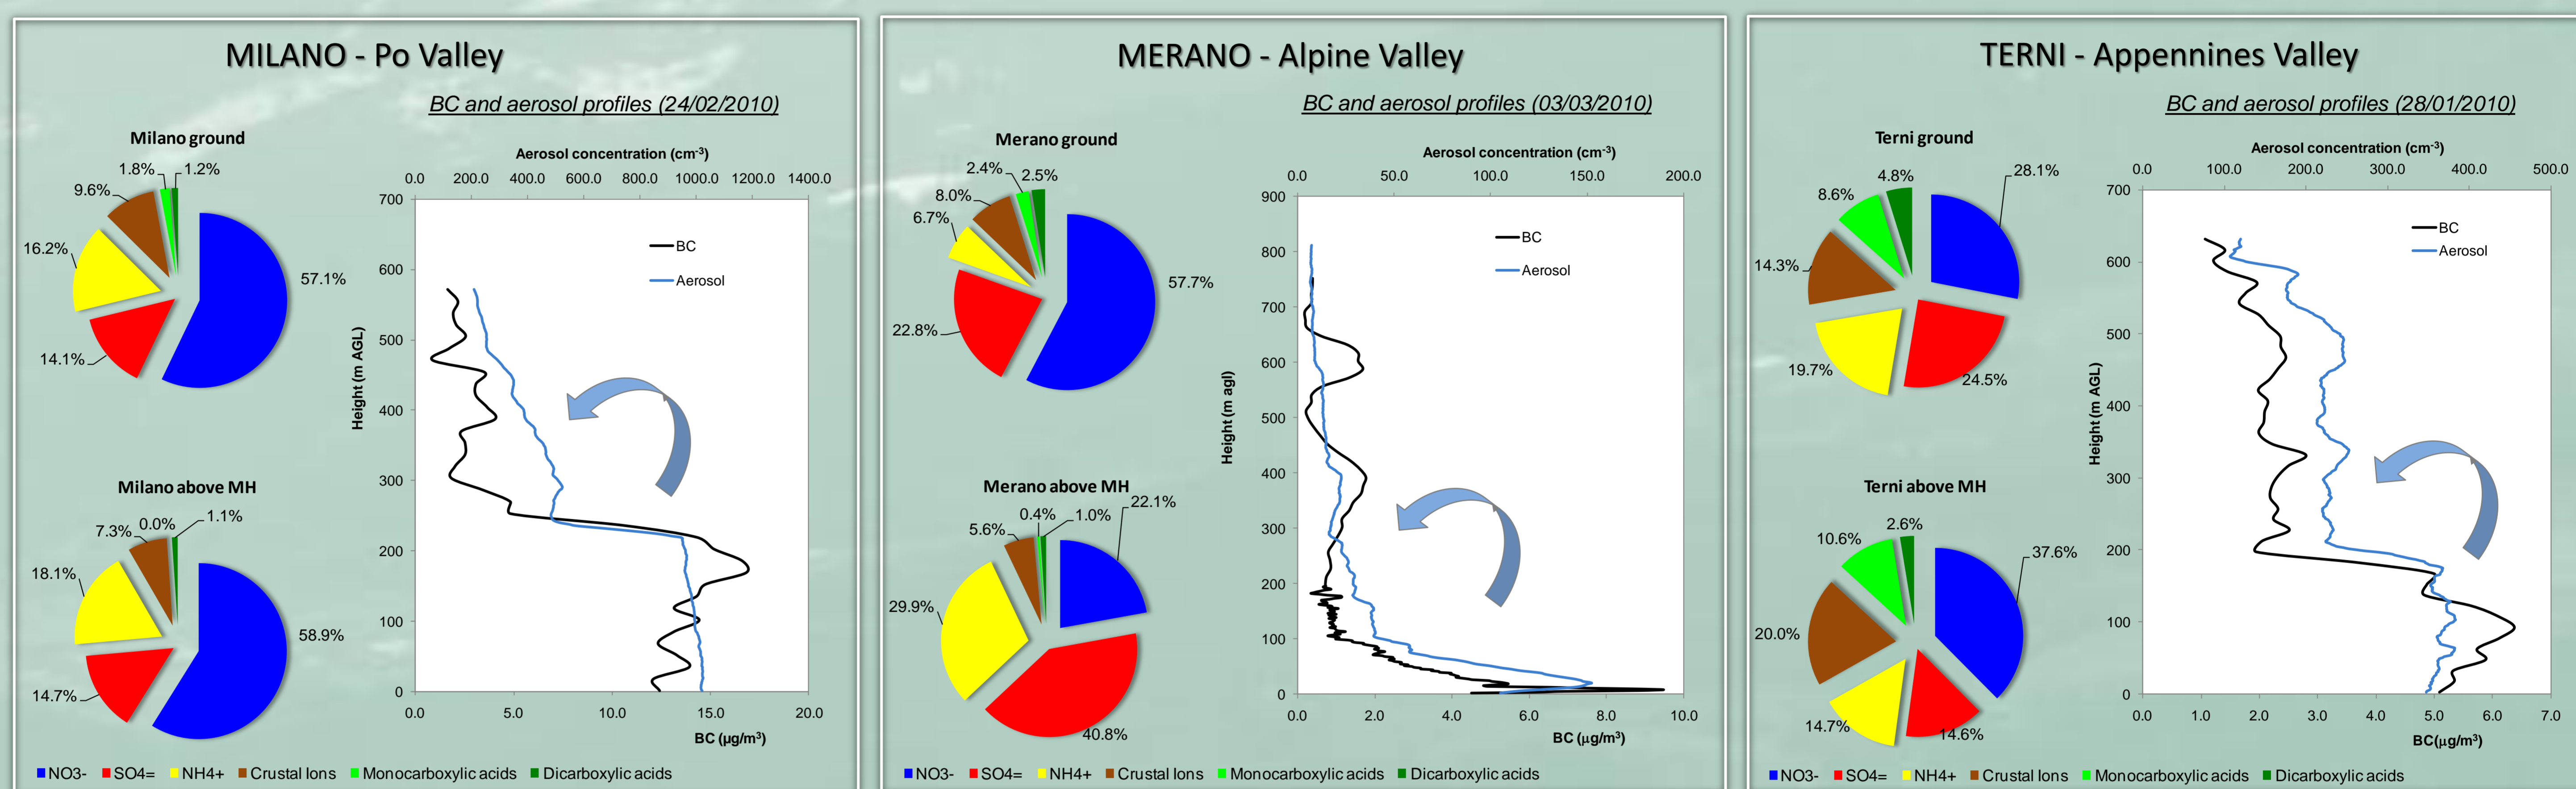 MILANO - Po Valley
BC and aerosol profiles (24/02/2010)
Milano ground
1.8%
1.2%
9.6%
16.2%
57.1%
14.1%
Milano above MH
7.3%
0.0%
1.1%
18.1%
58.9%
14.7%
Aerosol concentration (cm-3)
0.0 200.0 400.0 600.0 800.0 1000.0 1200.0 1400.0
700
600
500
400
300
200
100
0
Height (m AGL)
BC
Aerosol
0.0 5.0 10.0 15.0 20.0
BC (µg/m3)
NO3- SO4= NH4+ Crustal Ions Monocarboxylic acids Dicarboxylic acids
MERANO - Alpine Valley
BC and aerosol profiles (03/03/2010)
Merano ground
2.4%
2.5%
8.0%
6.7%
57.7%
22.8%
Merano above MH
5.6%
0.4%
1.0%
22.1%
29.9%
40.8%
Aerosol concentration (cm-3)
0.0 50.0 100.0 150.0 200.0
900
800
700
600
500
400
300
200
100
0
Height (m agl)
BC
Aerosol
0.0 2.0 4.0 6.0 8.0 10.0
BC (µg/m3)
NO3- SO4= NH4+ Crustal Ions Monocarboxylic acids Dicarboxylic acids
TERNI - Appennines Valley
BC and aerosol profiles (28/01/2010)
Terni ground
4.8%
28.1%
8.6%
14.3%
19.7%
24.5%
Terni above MH
10.6%
2.6%
37.6%
20.0%
14.7%
14.6%
Aerosol concentration (cm-3)
0.0 100.0 200.0 300.0 400.0 500.0
700
600
500
400
300
200
100
0
Height (m AGL)
BC
Aerosol
0.0 1.0 2.0 3.0 4.0 5.0 6.0 7.0
BC(µg/m3)
NO3- SO4= NH4+ Crustal Ions Monocarboxylic acids Dicarboxylic acids